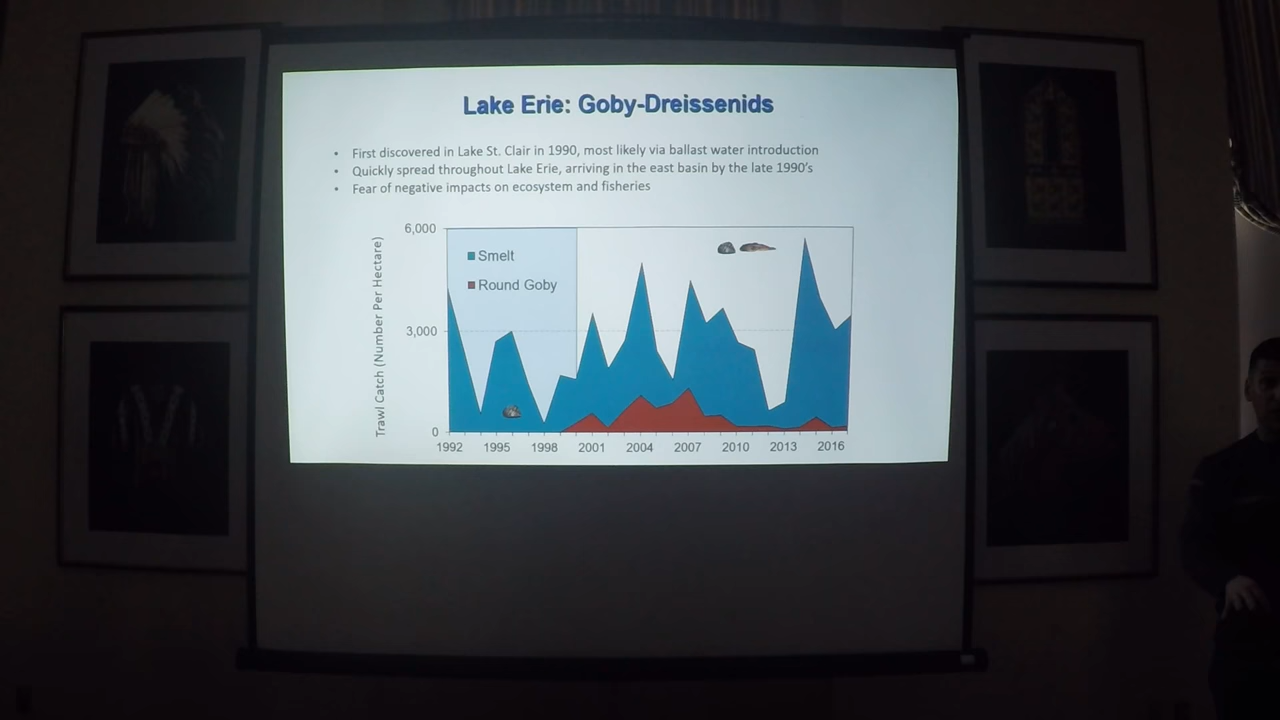 Lake Erie: Goby-Dreissenids
• First discovered in Lake St. Clair in 1990, most likely via ballast water introduction
• Quickly spread throughout Lake Erie, arriving in the east basin by the late 1990's
• Fear of negative impacts on ecosystem and fisheries
Trawl Catch (Number Per Hectare)
6,000
Smelt
Round Goby
3,000
0
1992 1995 1998 2001 2004 2007 2010 2013 2016